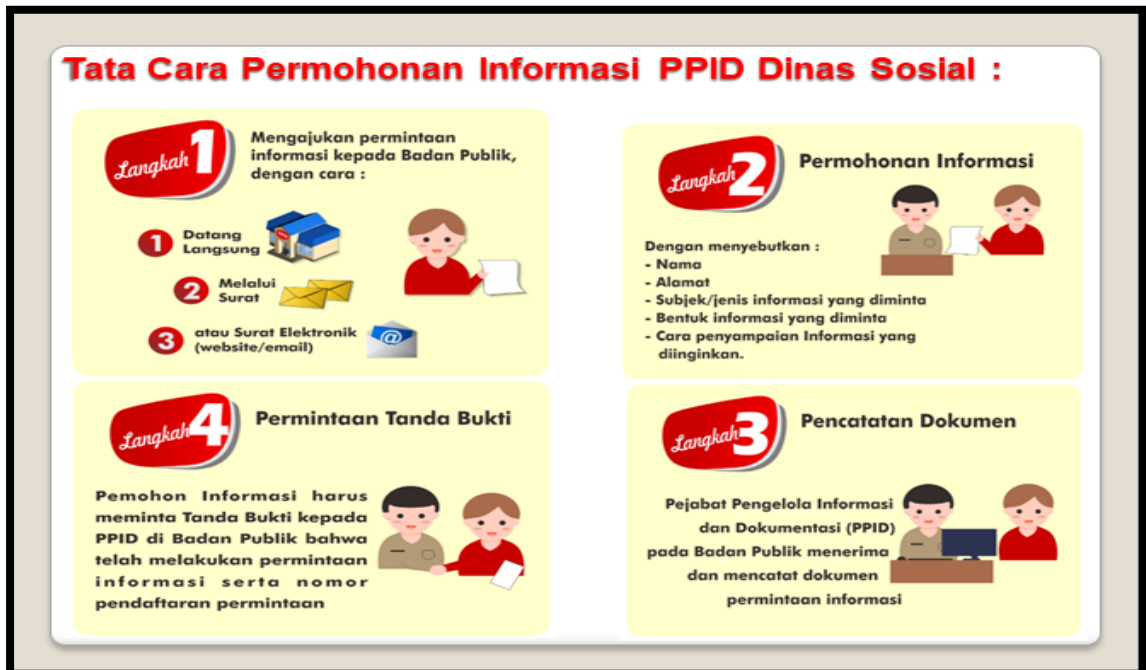 Tata Cara Permohonan Informasi PPID Dinas Sosial :
Langkah 1
Mengajukan permintaan
informasi kepada Badan Publik,
dengan cara :
1 Datang
Langsung
2 Melalui
Surat
3 atau Surat Elektronik
(website/email)
Langkah 2
Permohonan Informasi
Dengan menyebutkan :
- Nama
- Alamat
- Subjek/jenis informasi yang diminta
- Bentuk informasi yang diminta
- Cara penyampaian Informasi yang
diinginkan.
Langkah 3
Pencatatan Dokumen
Pejabat Pengelola Informasi
dan Dokumentasi (PPID)
pada Badan Publik menerima
dan mencatat dokumen
permintaan informasi
Langkah 4
Permintaan Tanda Bukti
Pemohon Informasi harus
meminta Tanda Bukti kepada
PPID di Badan Publik bahwa
telah melakukan permintaan
informasi serta nomor
pendaftaran permintaan